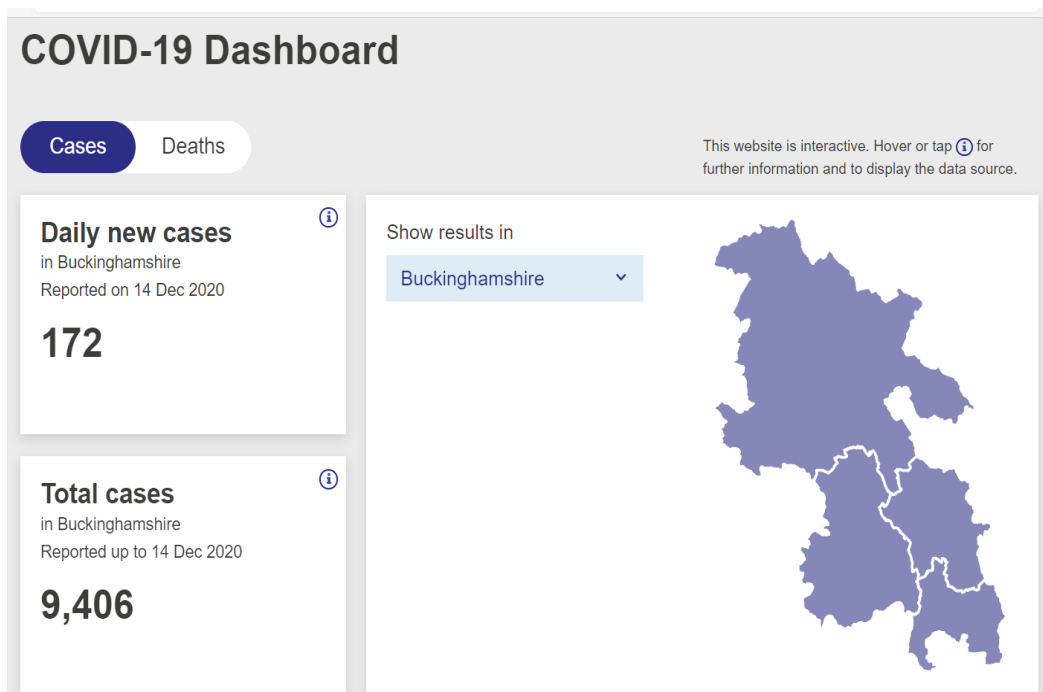 COVID-19 Dashboard
Cases
Deaths
This website is interactive. Hover or tap for
further information and to display the data source.
Daily new cases
in Buckinghamshire
Reported on 14 Dec 2020
172
Show results in
Buckinghamshire
Total cases
in Buckinghamshire
Reported up to 14 Dec 2020
9,406